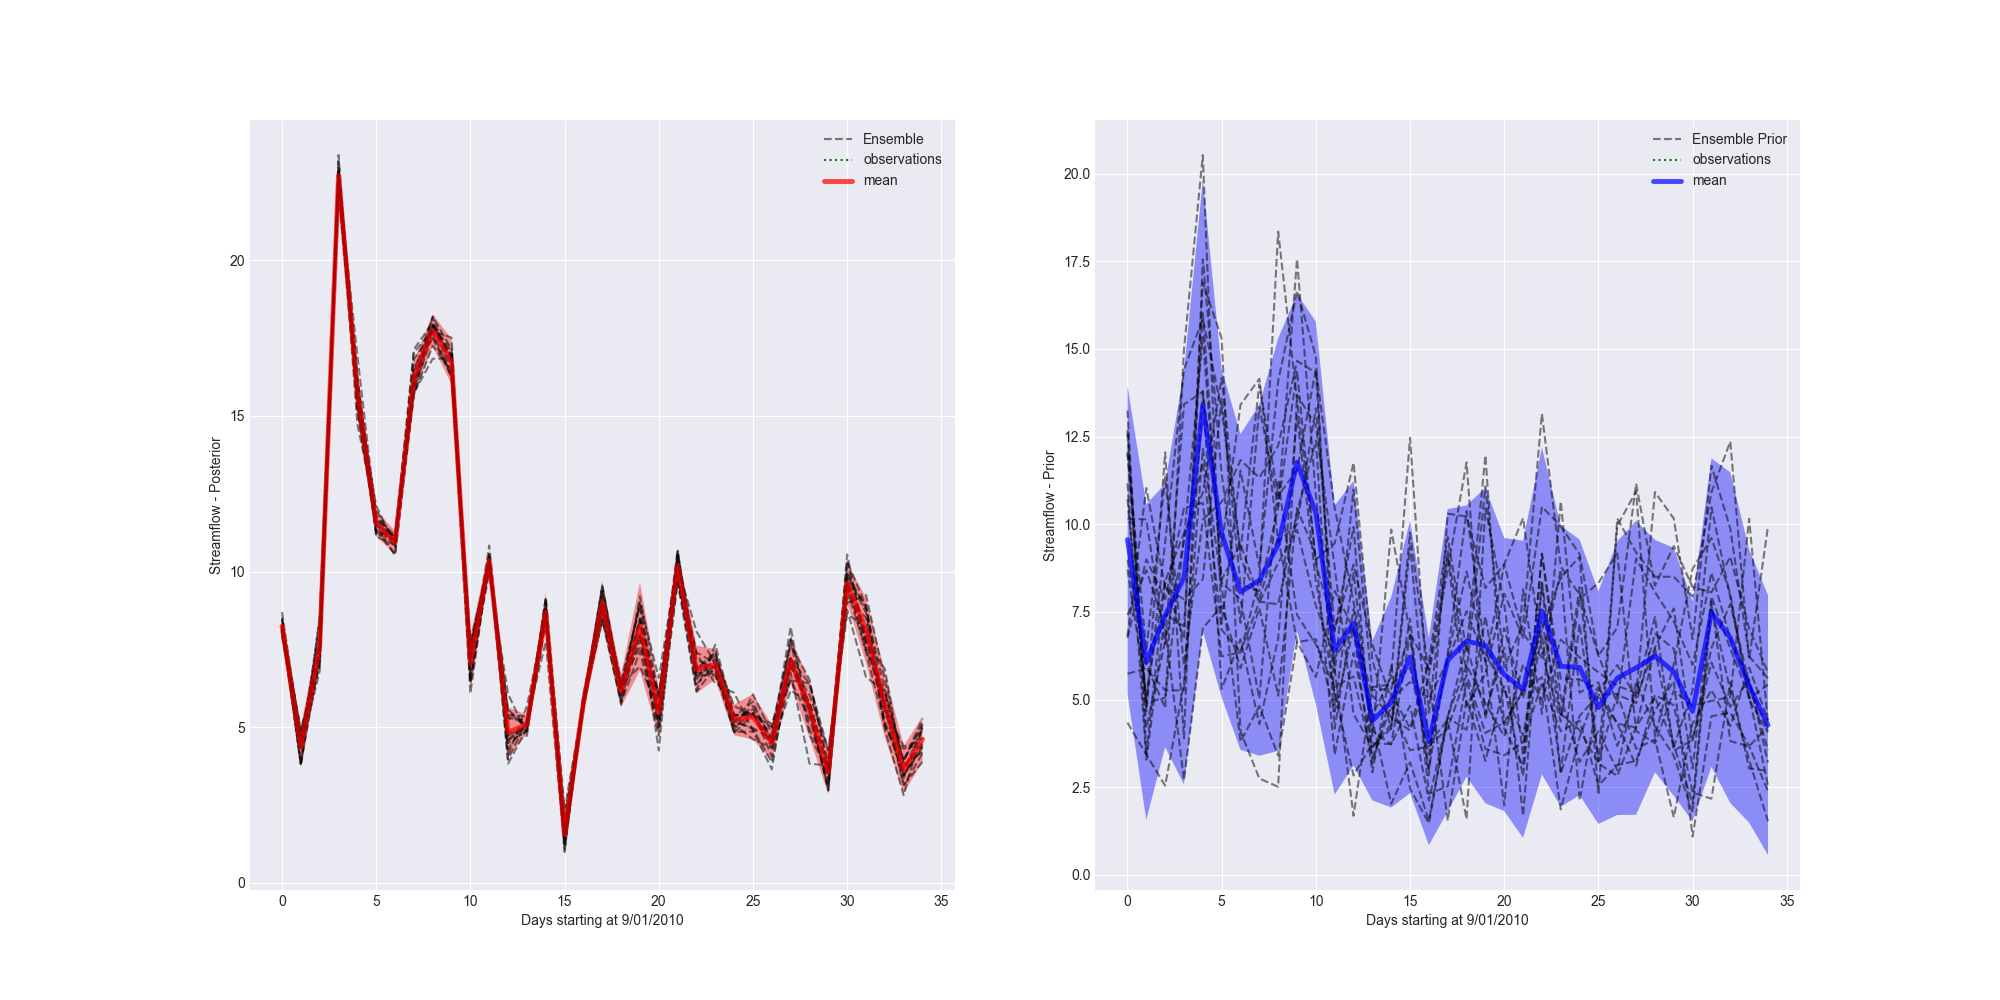 Ensemble
observations
mean
Streamflow - Posterior
20
15
10
5
0
0 5 10 15 20 25 30 35
Days starting at 9/01/2010
Ensemble Prior
observations
mean
Streamflow - Prior
20.0
17.5
15.0
12.5
10.0
7.5
5.0
2.5
0.0
0 5 10 15 20 25 30 35
Days starting at 9/01/2010